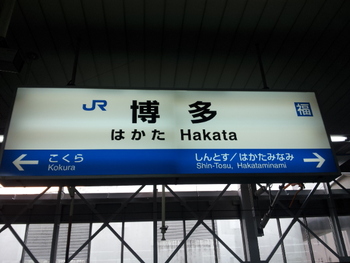 JR 博多 福
はかた Hakata
こくら しんとす/はかたみなみ
Kokura Shin-Tosu, Hakataminami